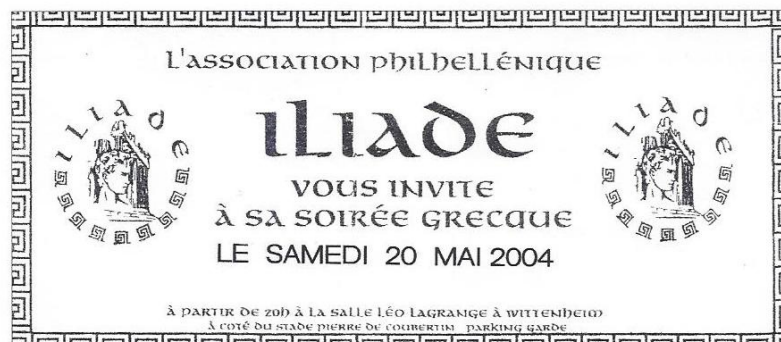 L'ASSOCIATION PHILHELLÉNIQUE
ILIADE
ILIADE
ILIADE
VOUS INVITE
À SA SOIRÉE GRECQUE
LE SAMEDI 20 MAI 2004
À PARTIR DE 20h À LA SALLE LÉO LAGRANGE À WITTENHEIM
À COTÉ DU STADE PIERRE DE COUBERTIN PARKING GARDE